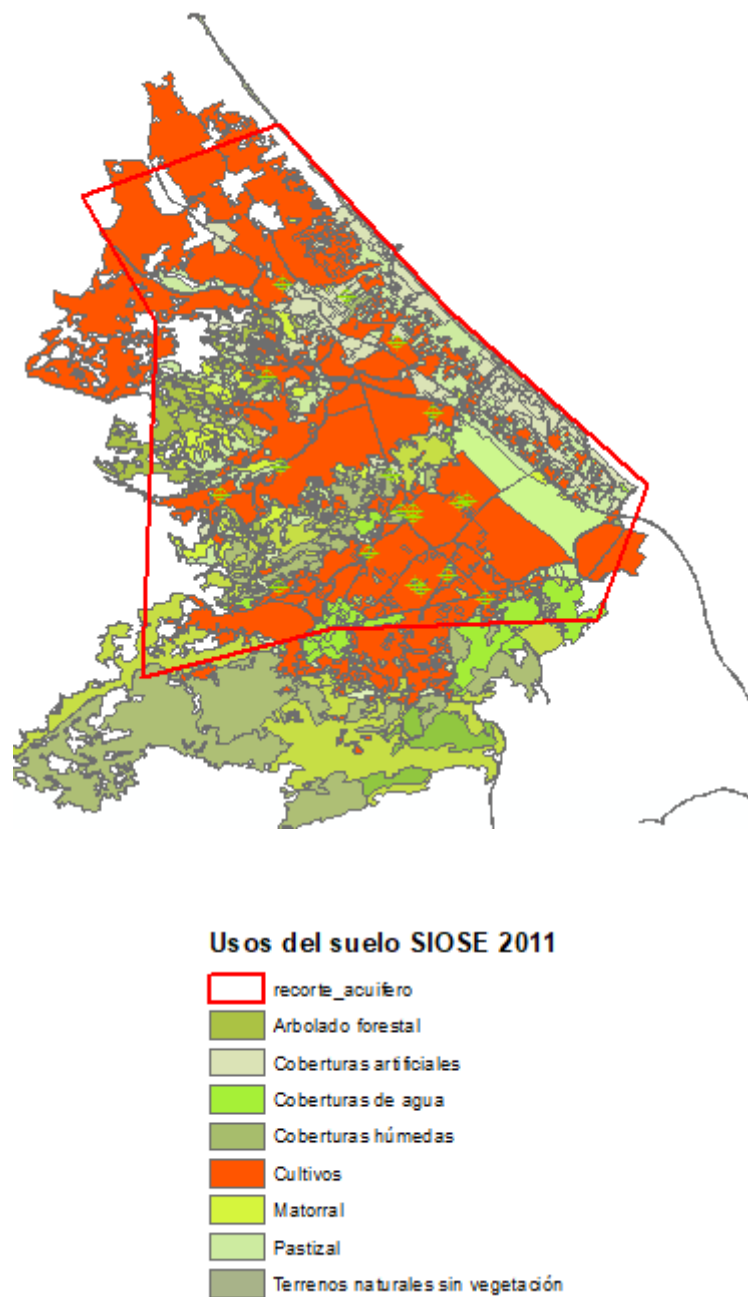 Usos del suelo SIOSE 2011
recorte_acuifero
Arbolado forestal
Coberturas artificiales
Coberturas de agua
Coberturas húmedas
Cultivos
Matorral
Pastizal
Terrenos naturales sin vegetación